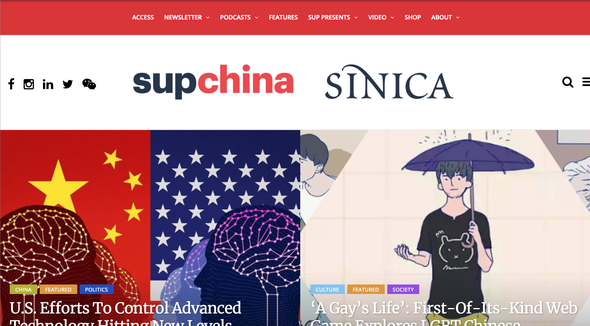 ACCESS NEWSLETTER PODCASTS FEATURES SUP PRESENTS VIDEO SHOP ABOUT
supchina SINICA
CHINA FEATURED POLITICS
U.S. Efforts To Control Advanced
Technology Hitting New Levels
CULTURE FEATURED SOCIETY
‘A Gay’s Life’: First-Of-Its-Kind Web
Game Explores LGBT Chinese